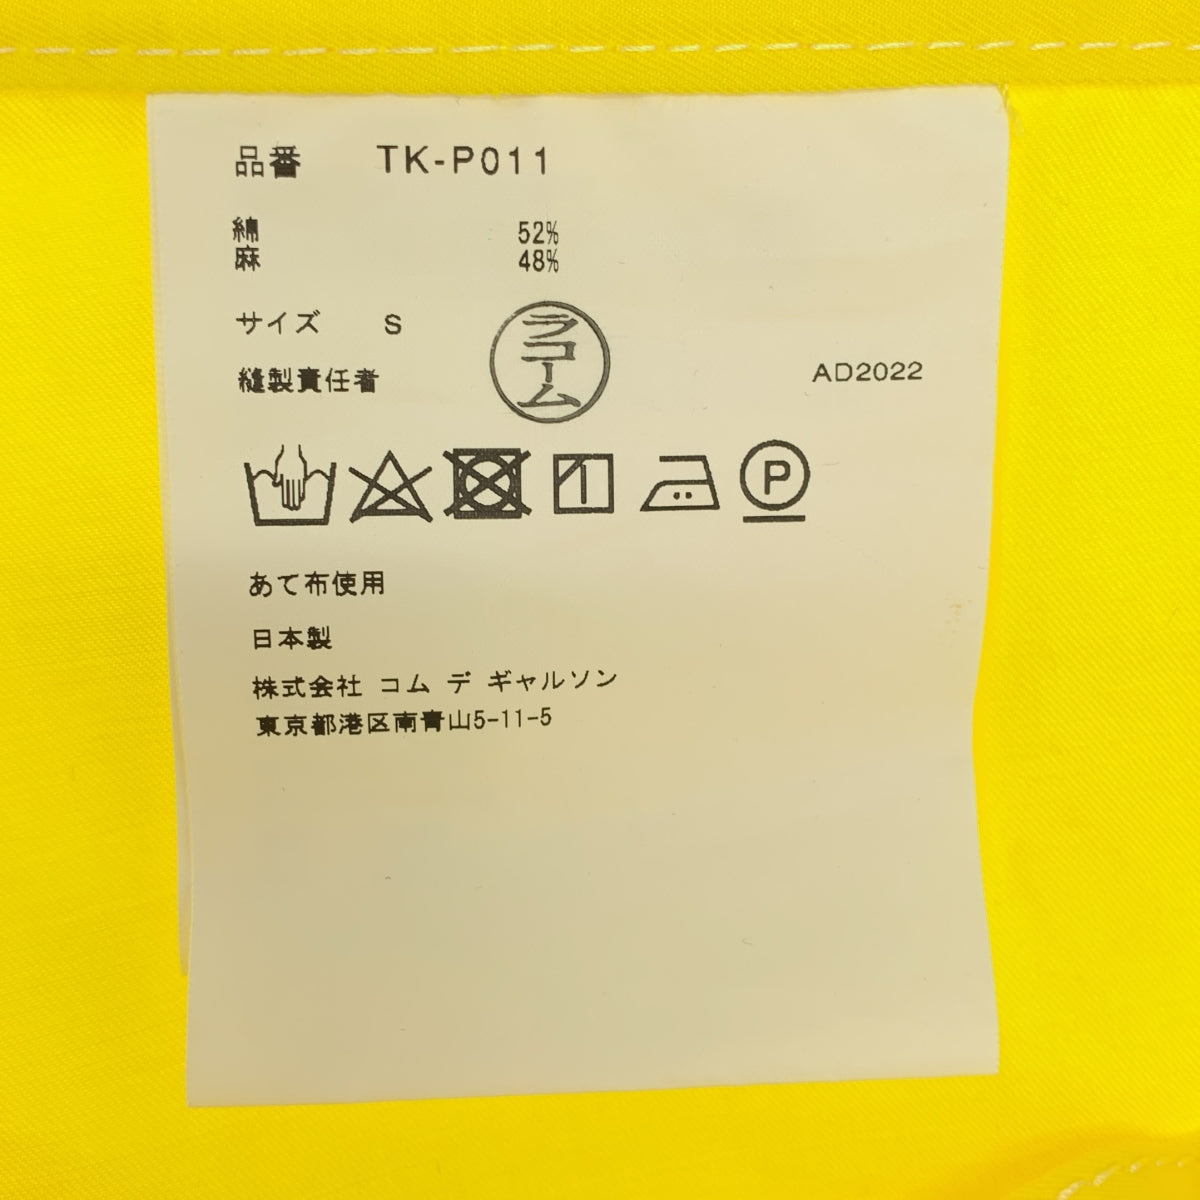 品番 TK-P011
綿 52%
麻 48%
サイズ S
ラコーム
縫製責任者
AD2022
P
あて布使用
日本製
株式会社 コム デ ギャルソン
東京都港区南青山5-11-5